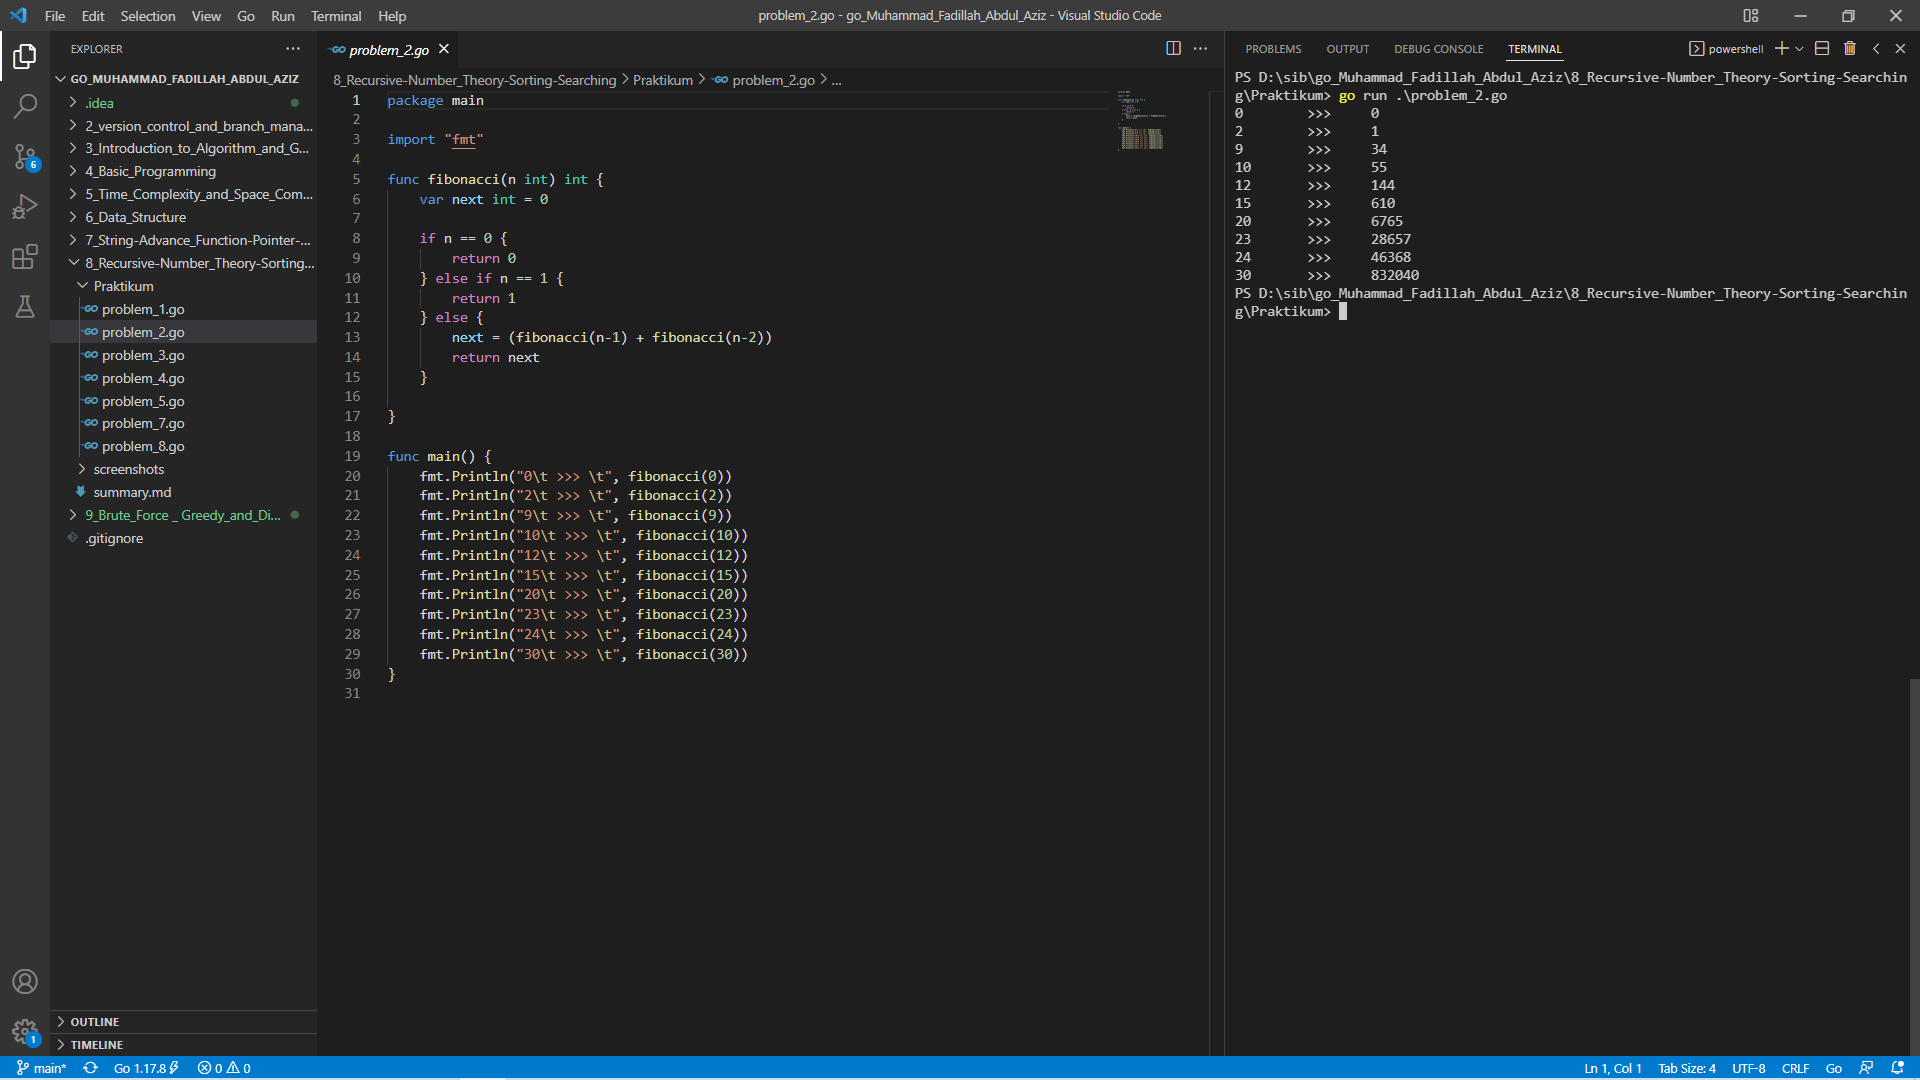 File Edit Selection View Go Run Terminal Help
problem_2.go - go_Muhammad_Fadillah_Abdul_Aziz - Visual Studio Code
EXPLORER
GO_MUHAMMAD_FADILLAH_ABDUL_AZIZ
.idea
2_version_control_and_branch_mana...
3_Introduction_to_Algorithm_and_G...
4_Basic_Programming
5_Time_Complexity_and_Space_Com...
6_Data_Structure
7_String-Advance_Function-Pointer-...
8_Recursive-Number_Theory-Sorting...
Praktikum
problem_1.go
problem_2.go
problem_3.go
problem_4.go
problem_5.go
problem_7.go
problem_8.go
screenshots
summary.md
9_Brute_Force _ Greedy_and_Di...
.gitignore
OUTLINE
TIMELINE
6
1
problem_2.go
8_Recursive-Number_Theory-Sorting-Searching > Praktikum > problem_2.go > ...
1 package main
2
3 import "fmt"
4
5 func fibonacci(n int) int {
6     var next int = 0
7
8     if n == 0 {
9         return 0
10     } else if n == 1 {
11         return 1
12     } else {
13         next = (fibonacci(n-1) + fibonacci(n-2))
14         return next
15     }
16
17 }
18
19 func main() {
20     fmt.Println("0\t >>> \t", fibonacci(0))
21     fmt.Println("2\t >>> \t", fibonacci(2))
22     fmt.Println("9\t >>> \t", fibonacci(9))
23     fmt.Println("10\t >>> \t", fibonacci(10))
24     fmt.Println("12\t >>> \t", fibonacci(12))
25     fmt.Println("15\t >>> \t", fibonacci(15))
26     fmt.Println("20\t >>> \t", fibonacci(20))
27     fmt.Println("23\t >>> \t", fibonacci(23))
28     fmt.Println("24\t >>> \t", fibonacci(24))
29     fmt.Println("30\t >>> \t", fibonacci(30))
30 }
31
PROBLEMS OUTPUT DEBUG CONSOLE TERMINAL powershell
PS D:\sib\go_Muhammad_Fadillah_Abdul_Aziz\8_Recursive-Number_Theory-Sorting-Searchin
g\Praktikum> go run .\problem_2.go
0 >>> 0
2 >>> 1
9 >>> 34
10 >>> 55
12 >>> 144
15 >>> 610
20 >>> 6765
23 >>> 28657
24 >>> 46368
30 >>> 832040
PS D:\sib\go_Muhammad_Fadillah_Abdul_Aziz\8_Recursive-Number_Theory-Sorting-Searchin
g\Praktikum>
main* Go 1.17.8 0 0 Ln 1, Col 1 Tab Size: 4 UTF-8 CRLF Go